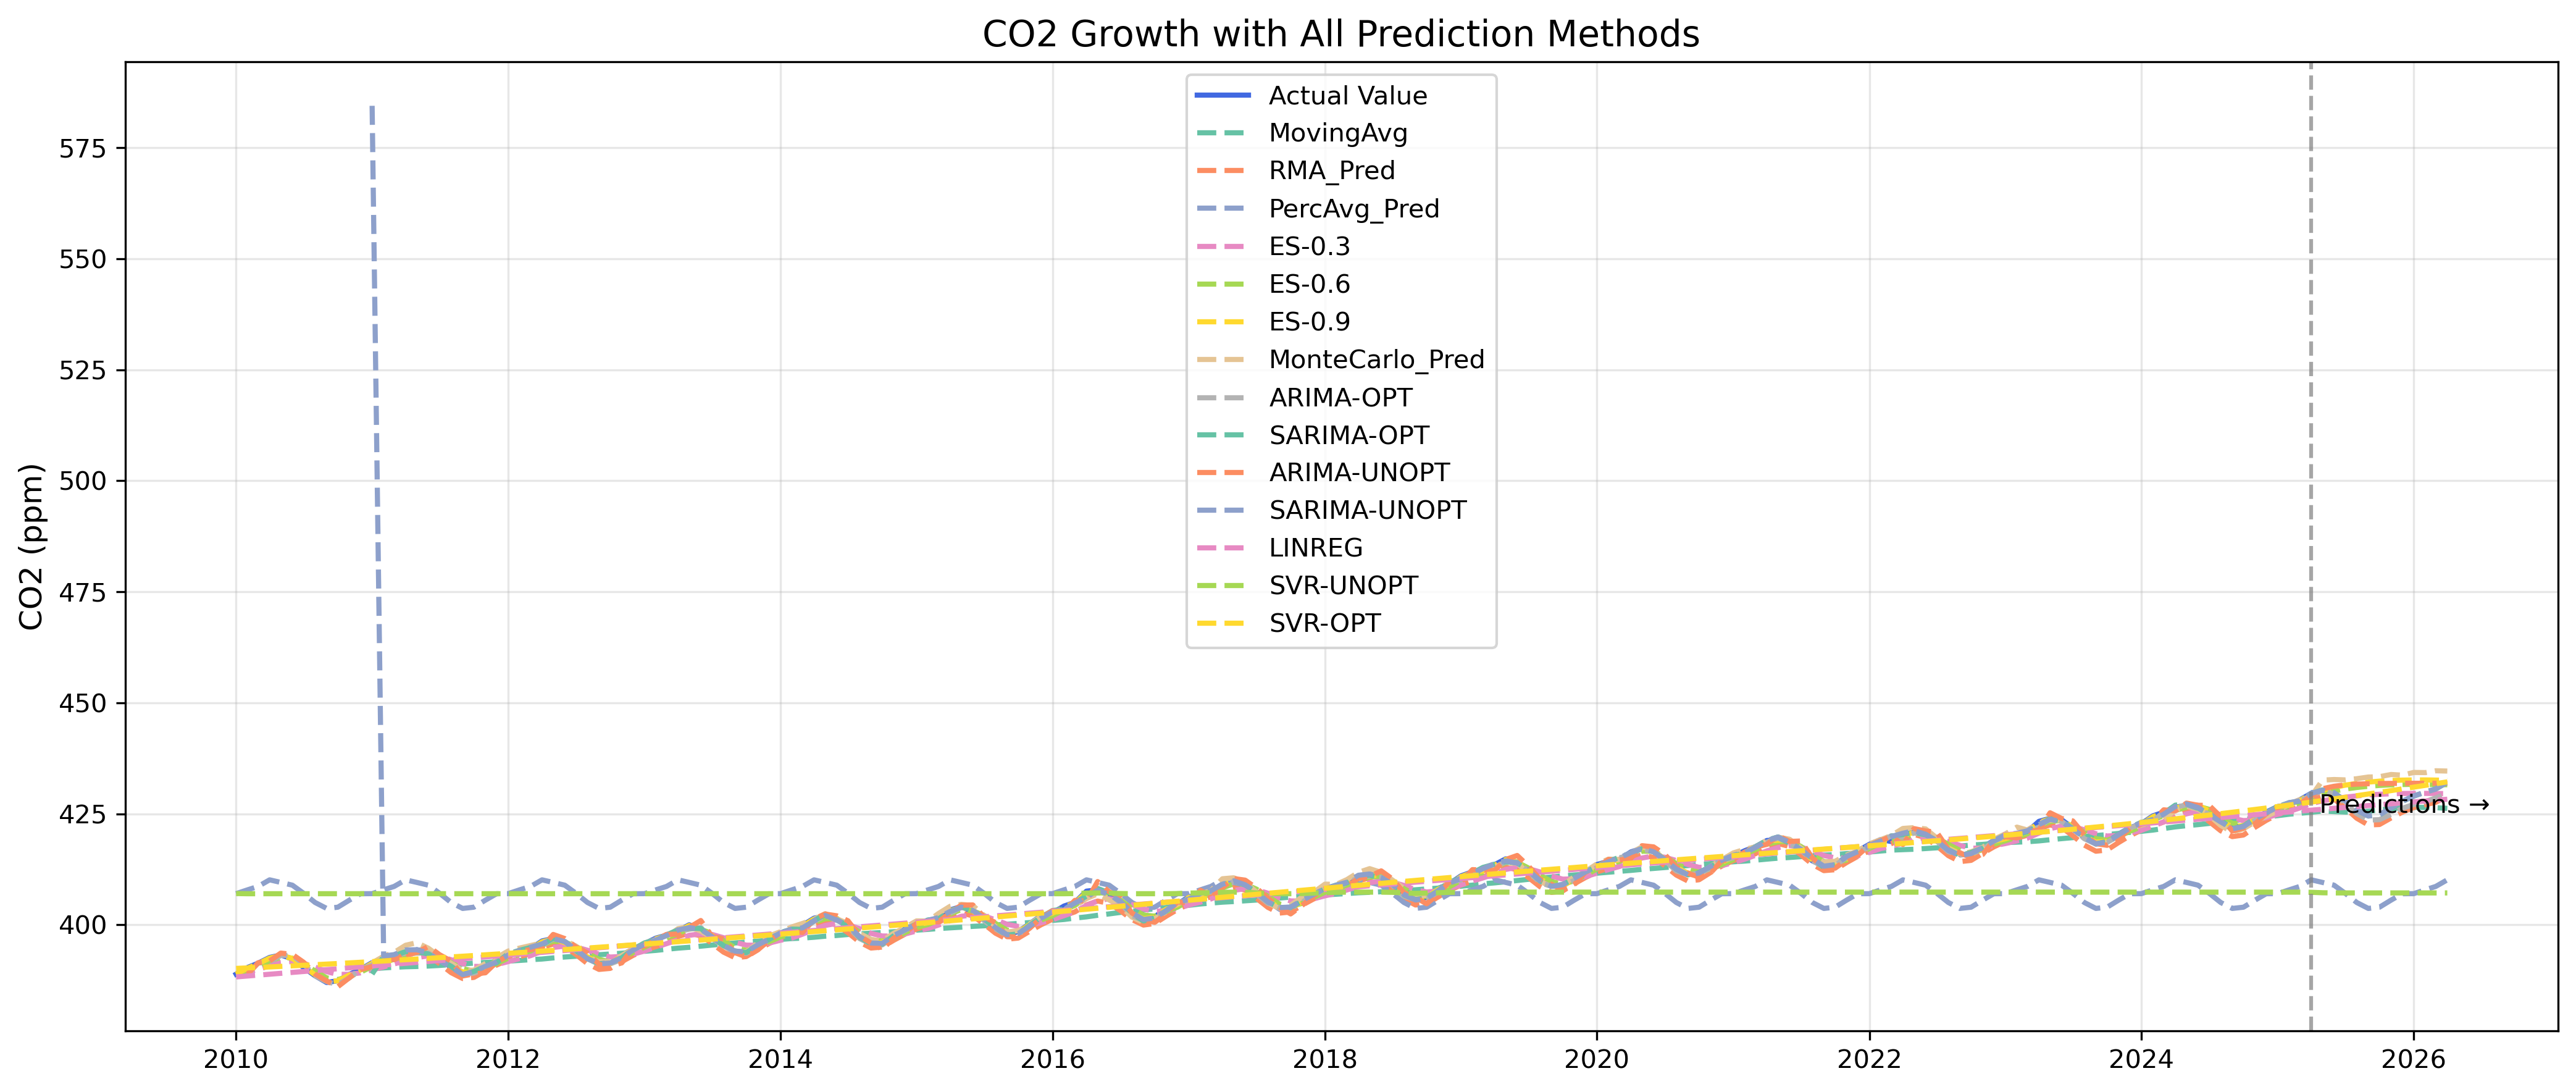 CO2 Growth with All Prediction Methods
CO2 (ppm)
575
550
525
500
475
450
425
400
Actual Value
MovingAvg
RMA_Pred
PercAvg_Pred
ES-0.3
ES-0.6
ES-0.9
MonteCarlo_Pred
ARIMA-OPT
SARIMA-OPT
ARIMA-UNOPT
SARIMA-UNOPT
LINREG
SVR-UNOPT
SVR-OPT
Predictions →
2010 2012 2014 2016 2018 2020 2022 2024 2026